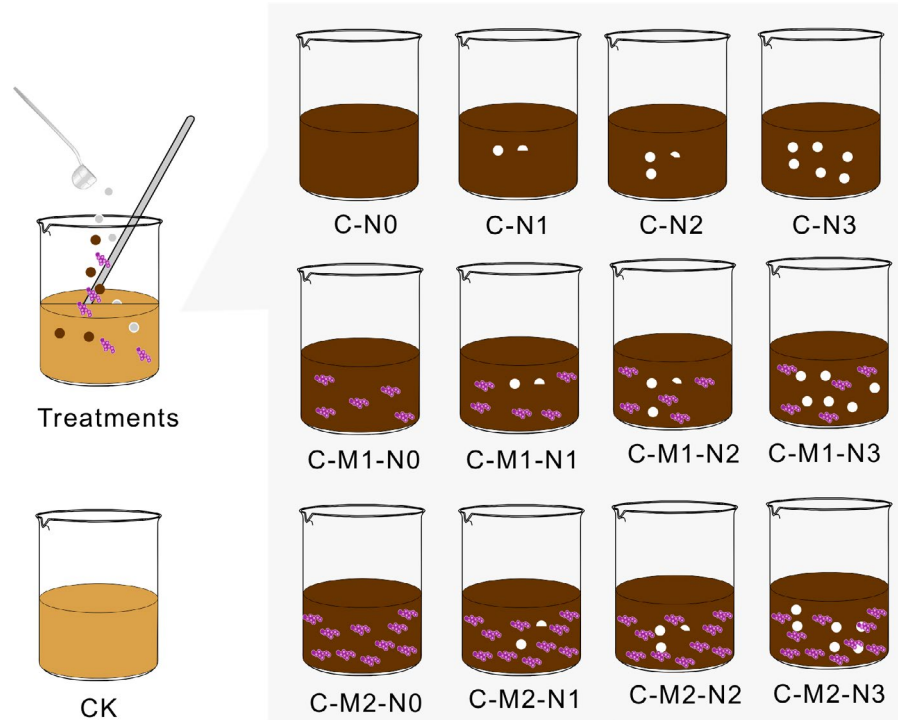 C-N0 C-N1 C-N2 C-N3
Treatments
C-M1-N0 C-M1-N1 C-M1-N2 C-M1-N3
CK
C-M2-N0 C-M2-N1 C-M2-N2 C-M2-N3